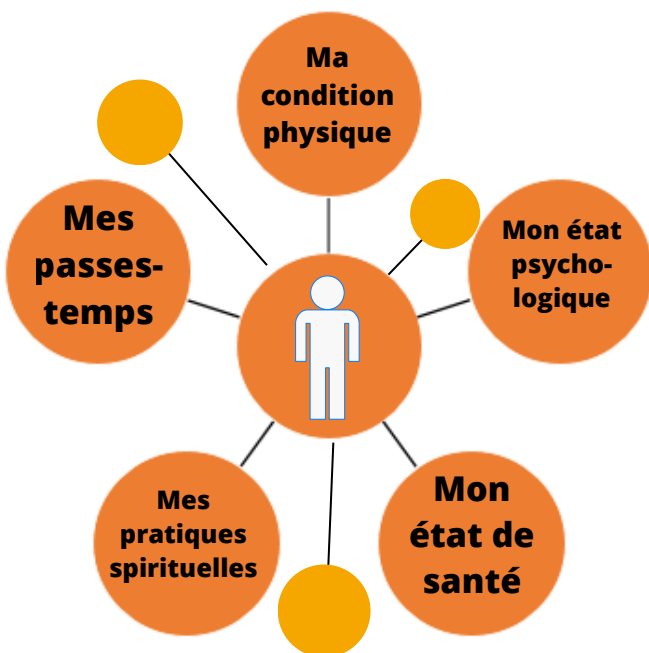 Ma
condition
physique
Mes
passes-
temps
Mon état
psycho-
logique
Mes
pratiques
spirituelles
Mon
état de
santé